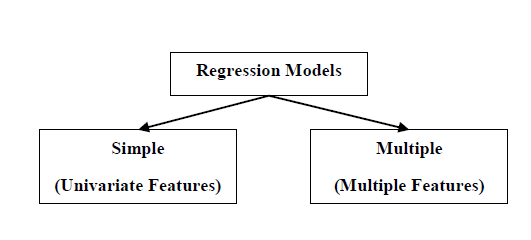 Regression Models
Simple
(Univariate Features)
Multiple
(Multiple Features)